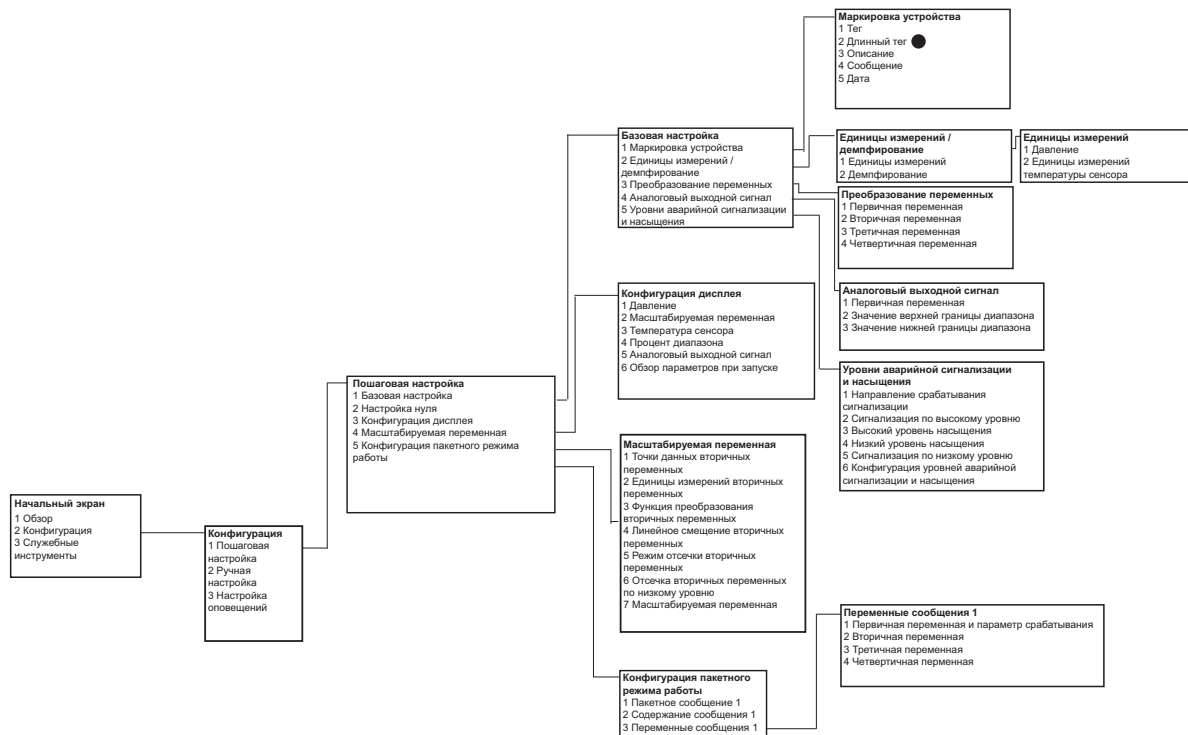 Маркировка устройства
1 Тег
2 Длинный тег
3 Описание
4 Сообщение
5 Дата
Базовая настройка
1 Маркировка устройства
2 Единицы измерений /
демпфирование
3 Преобразование переменных
4 Аналоговый выходной сигнал
5 Уровни аварийной сигнализации
и насыщения
Единицы измерений /
демпфирование
1 Единицы измерений
2 Демпфирование
Единицы измерений
1 Давление
2 Единицы измерений
температуры сенсора
Преобразование переменных
1 Первичная переменная
2 Вторичная переменная
3 Третичная переменная
4 Четвертичная переменная
Аналоговый выходной сигнал
1 Первичная переменная
2 Значение верхней границы диапазона
3 Значение нижней границы диапазона
Конфигурация дисплея
1 Давление
2 Масштабируемая переменная
3 Температура сенсора
4 Процент диапазона
5 Аналоговый выходной сигнал
6 Обзор параметров при запуске
Уровни аварийной сигнализации
и насыщения
1 Направление срабатывания
сигнализации
2 Сигнализация по высокому уровню
3 Высокий уровень насыщения
4 Низкий уровень насыщения
5 Сигнализация по низкому уровню
6 Конфигурация уровней аварийной
сигнализации и насыщения
Пошаговая настройка
1 Базовая настройка
2 Настройка нуля
3 Конфигурация дисплея
4 Масштабируемая переменная
5 Конфигурация пакетного режима
работы
Масштабируемая переменная
1 Точки данных вторичных
переменных
2 Единицы измерений вторичных
переменных
3 Функция преобразования
вторичных переменных
4 Линейное смещение вторичных
переменных
5 Режим отсечки вторичных
переменных
6 Отсечка вторичных переменных
по низкому уровню
7 Масштабируемая переменная
Начальный экран
1 Обзор
2 Конфигурация
3 Служебные
инструменты
Конфигурация
1 Пошаговая
настройка
2 Ручная
настройка
3 Настройка
оповещений
Переменные сообщения 1
1 Первичная переменная и параметр срабатывания
2 Вторичная переменная
3 Третичная переменная
4 Четвертичная перменная
Конфигурация пакетного
режима работы
1 Пакетное сообщение 1
2 Содержание сообщения 1
3 Переменные сообщения 1